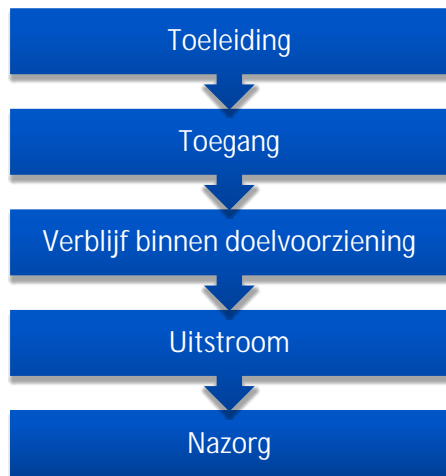 Toeleiding
Toegang
Verblijf binnen doelvoorziening
Uitstroom
Nazorg